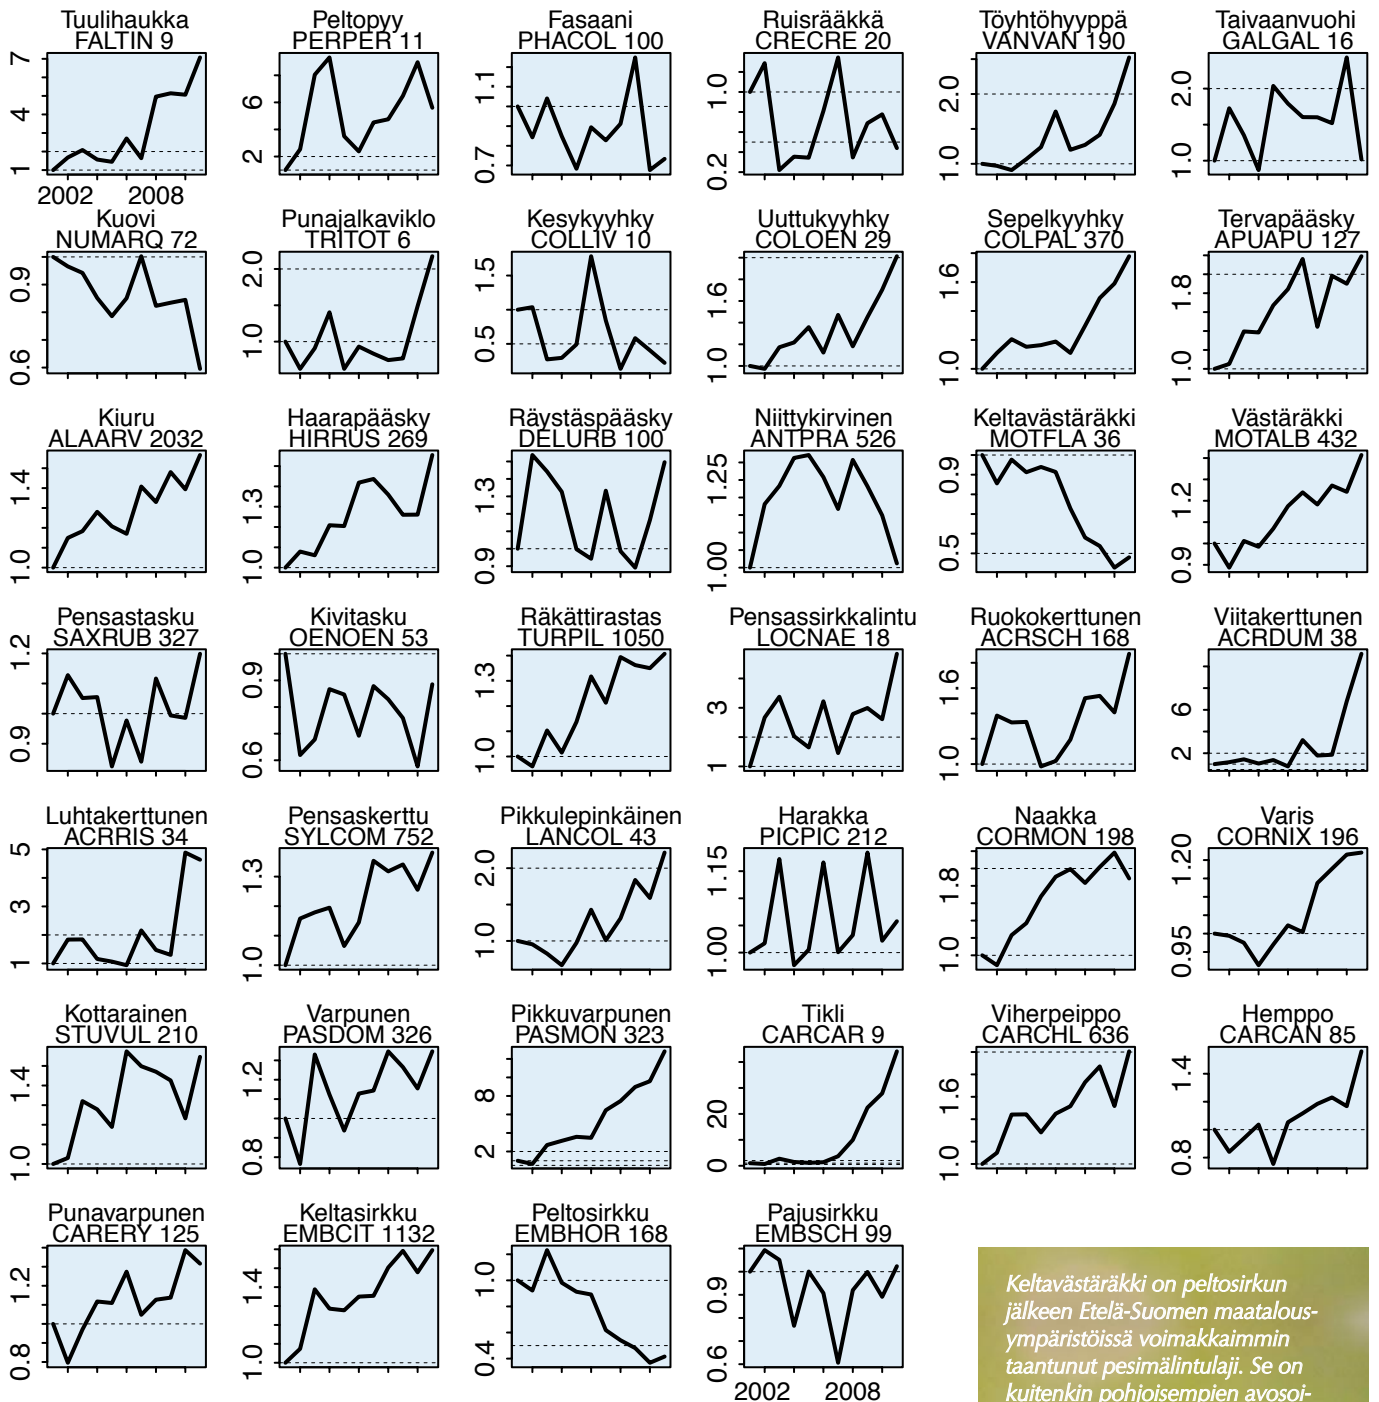 Tuulihaukka
FALTIN 9
7
4
1
2002 2008
Peltopyy
PERPER 11
6
2
Fasaani
PHACOL 100
1.1
0.7
Ruisrääkkä
CRECRE 20
1.0
0.2
Töyhtöhyyppä
VANVAN 190
2.0
1.0
Taivaanvuohi
GALGAL 16
2.0
1.0
Kuovi
NUMARQ 72
0.9
0.6
Punajalkaviklo
TRITOT 6
2.0
1.0
Kesykyyhky
COLLIV 10
1.5
0.5
Uuttukyyhky
COLOEN 29
1.6
1.0
Sepelkyyhky
COLPAL 370
1.6
1.0
Tervapääsky
APUAPU 127
1.8
1.0
Kiuru
ALAARV 2032
1.4
1.0
Haarapääsky
HIRRUS 269
1.3
1.0
Räystäspääsky
DELURB 100
1.3
0.9
Niittykirvinen
ANTPRA 526
1.25
1.00
Keltavästäräkki
MOTFLA 36
0.9
0.5
Västäräkki
MOTALB 432
1.2
0.9
Pensastasku
SAXRUB 327
1.2
0.9
Kivitasku
OENOEN 53
0.9
0.6
Räkättirastas
TURPIL 1050
1.3
1.0
Pensassirkkalintu
LOCNAE 18
3
1
Ruokokerttunen
ACRSCH 168
1.6
1.0
Viitakerttunen
ACRDUM 38
6
2
Luhtakerttunen
ACRRIS 34
5
3
1
Pensaskerttu
SYLCOM 752
1.3
1.0
Pikkulepinkäinen
LANCOL 43
2.0
1.0
Harakka
PICPIC 212
1.15
1.00
Naakka
CORMON 198
1.8
1.0
Varis
CORNIX 196
1.20
0.95
Kottarainen
STUVUL 210
1.4
1.0
Varpunen
PASDOM 326
1.2
0.8
Pikkuvarpunen
PASMON 323
8
2
Tikli
CARCAR 9
20
0
Viherpeippo
CARCHL 636
1.6
1.0
Hemppo
CARCAN 85
1.4
0.8
Punavarpunen
CARERY 125
1.2
0.8
Keltasirkku
EMBCIT 1132
1.4
1.0
Peltosirkku
EMBHOR 168
1.0
0.4
Pajusirkku
EMBSCH 99
0.9
0.6
2002 2008
Keltavästäräkki on peltosirkun
jälkeen Etelä-Suomen maatalous-
ympäristöissä voimakkaimmin
taantunut pesimälintulaji. Se on
kuitenkin pohjoisempien avosoi-